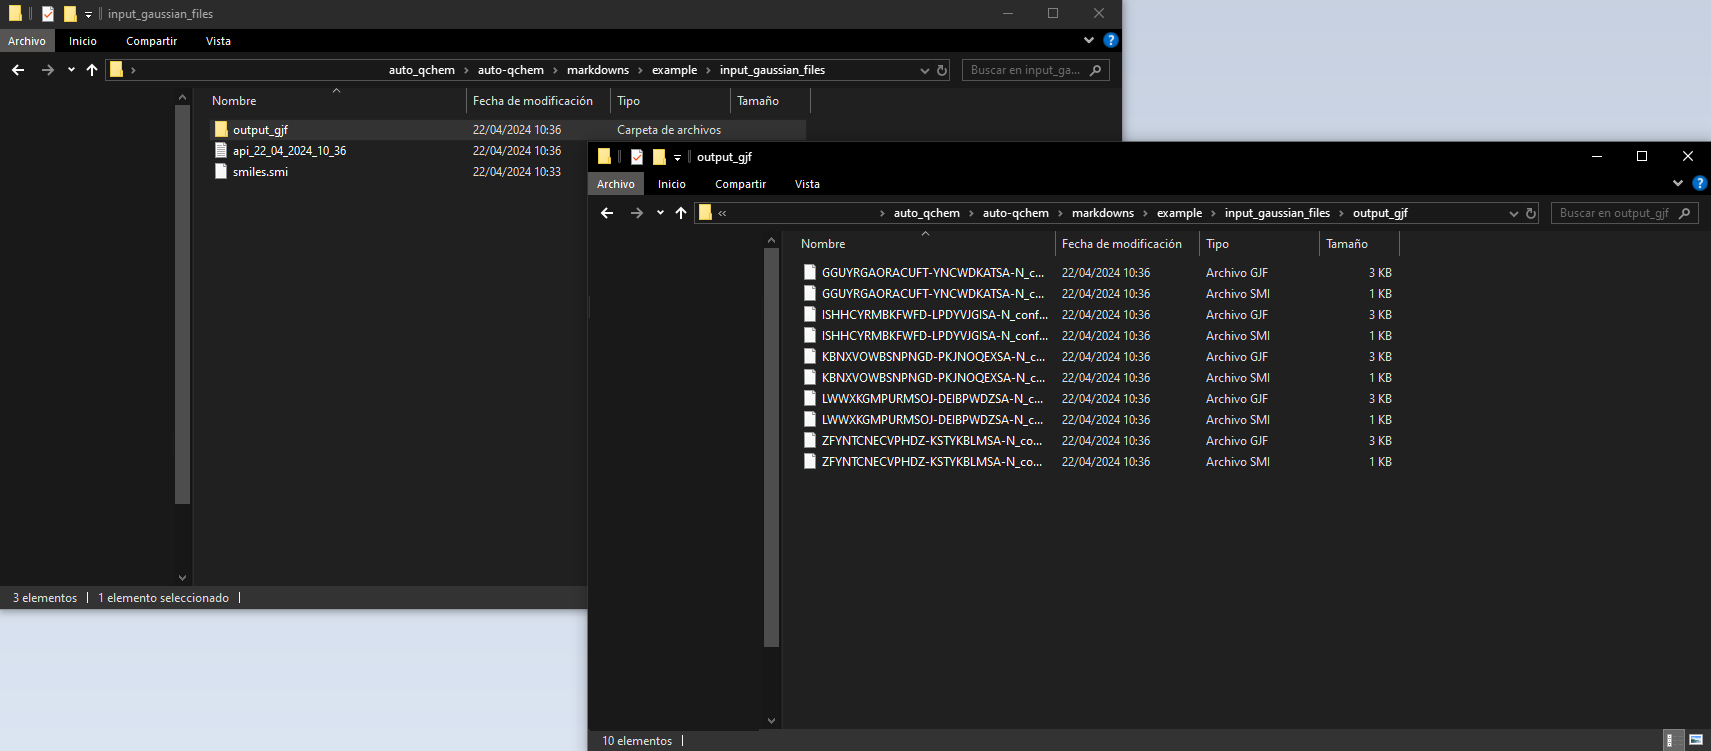 input_gaussian_files
Archivo Inicio Compartir Vista
auto_qchem auto-qchem markdowns example input_gaussian_files Buscar en input_ga...
Nombre Fecha de modificación Tipo Tamaño
output_gjf 22/04/2024 10:36 Carpeta de archivos
api_22_04_2024_10_36 22/04/2024 10:36
smiles.smi 22/04/2024 10:33
3 elementos 1 elemento seleccionado
output_gjf
Archivo Inicio Compartir Vista
« auto_qchem auto-qchem markdowns example input_gaussian_files output_gjf Buscar en output_gjf
Nombre Fecha de modificación Tipo Tamaño
GGUYRGAORACUFT-YNCWDKATSA-N_c... 22/04/2024 10:36 Archivo GJF 3 KB
GGUYRGAORACUFT-YNCWDKATSA-N_c... 22/04/2024 10:36 Archivo SMI 1 KB
ISHHCYRMBKFWFD-LPDYVJGISA-N_conf... 22/04/2024 10:36 Archivo GJF 3 KB
ISHHCYRMBKFWFD-LPDYVJGISA-N_conf... 22/04/2024 10:36 Archivo SMI 1 KB
KBNXVOWBSNPNGD-PKJNOQEXSA-N_c... 22/04/2024 10:36 Archivo GJF 3 KB
KBNXVOWBSNPNGD-PKJNOQEXSA-N_c... 22/04/2024 10:36 Archivo SMI 1 KB
LWWXKGMPURMSOJ-DEIBPWDZSA-N_c... 22/04/2024 10:36 Archivo GJF 3 KB
LWWXKGMPURMSOJ-DEIBPWDZSA-N_c... 22/04/2024 10:36 Archivo SMI 1 KB
ZFYNTCNECVPHDZ-KSTYKBLMSA-N_co... 22/04/2024 10:36 Archivo GJF 3 KB
ZFYNTCNECVPHDZ-KSTYKBLMSA-N_co... 22/04/2024 10:36 Archivo SMI 1 KB
10 elementos